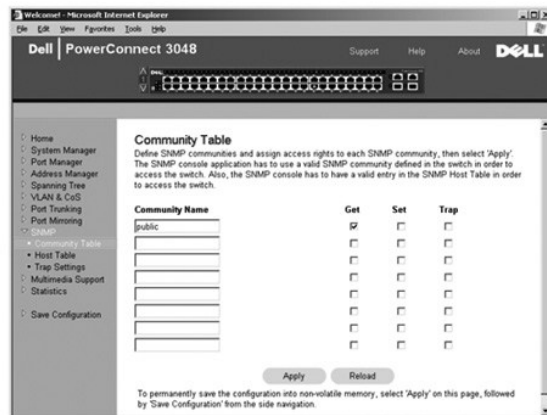 Welcome! - Microsoft Internet Explorer
File Edit View Favorites Tools Help
Dell | PowerConnect 3048
Support Help About DELL
Home
System Manager
Port Manager
Address Manager
Spanning Tree
VLAN & CoS
Port Trunking
Port Mirroring
SNMP
Community Table
Host Table
Trap Settings
Multimedia Support
Statistics
Save Configuration
Community Table
Define SNMP communities and assign access rights to each SNMP community, then select 'Apply'.
The SNMP console application has to use a valid SNMP community defined in the switch in order to
access the switch. Also, the SNMP console has to have a valid entry in the SNMP Host Table in order
to access the switch.
Community Name Get Set Trap
public
Apply Reload
To permanently save the configuration into non-volatile memory, select 'Apply' on this page, followed
by 'Save Configuration' from the side navigation.